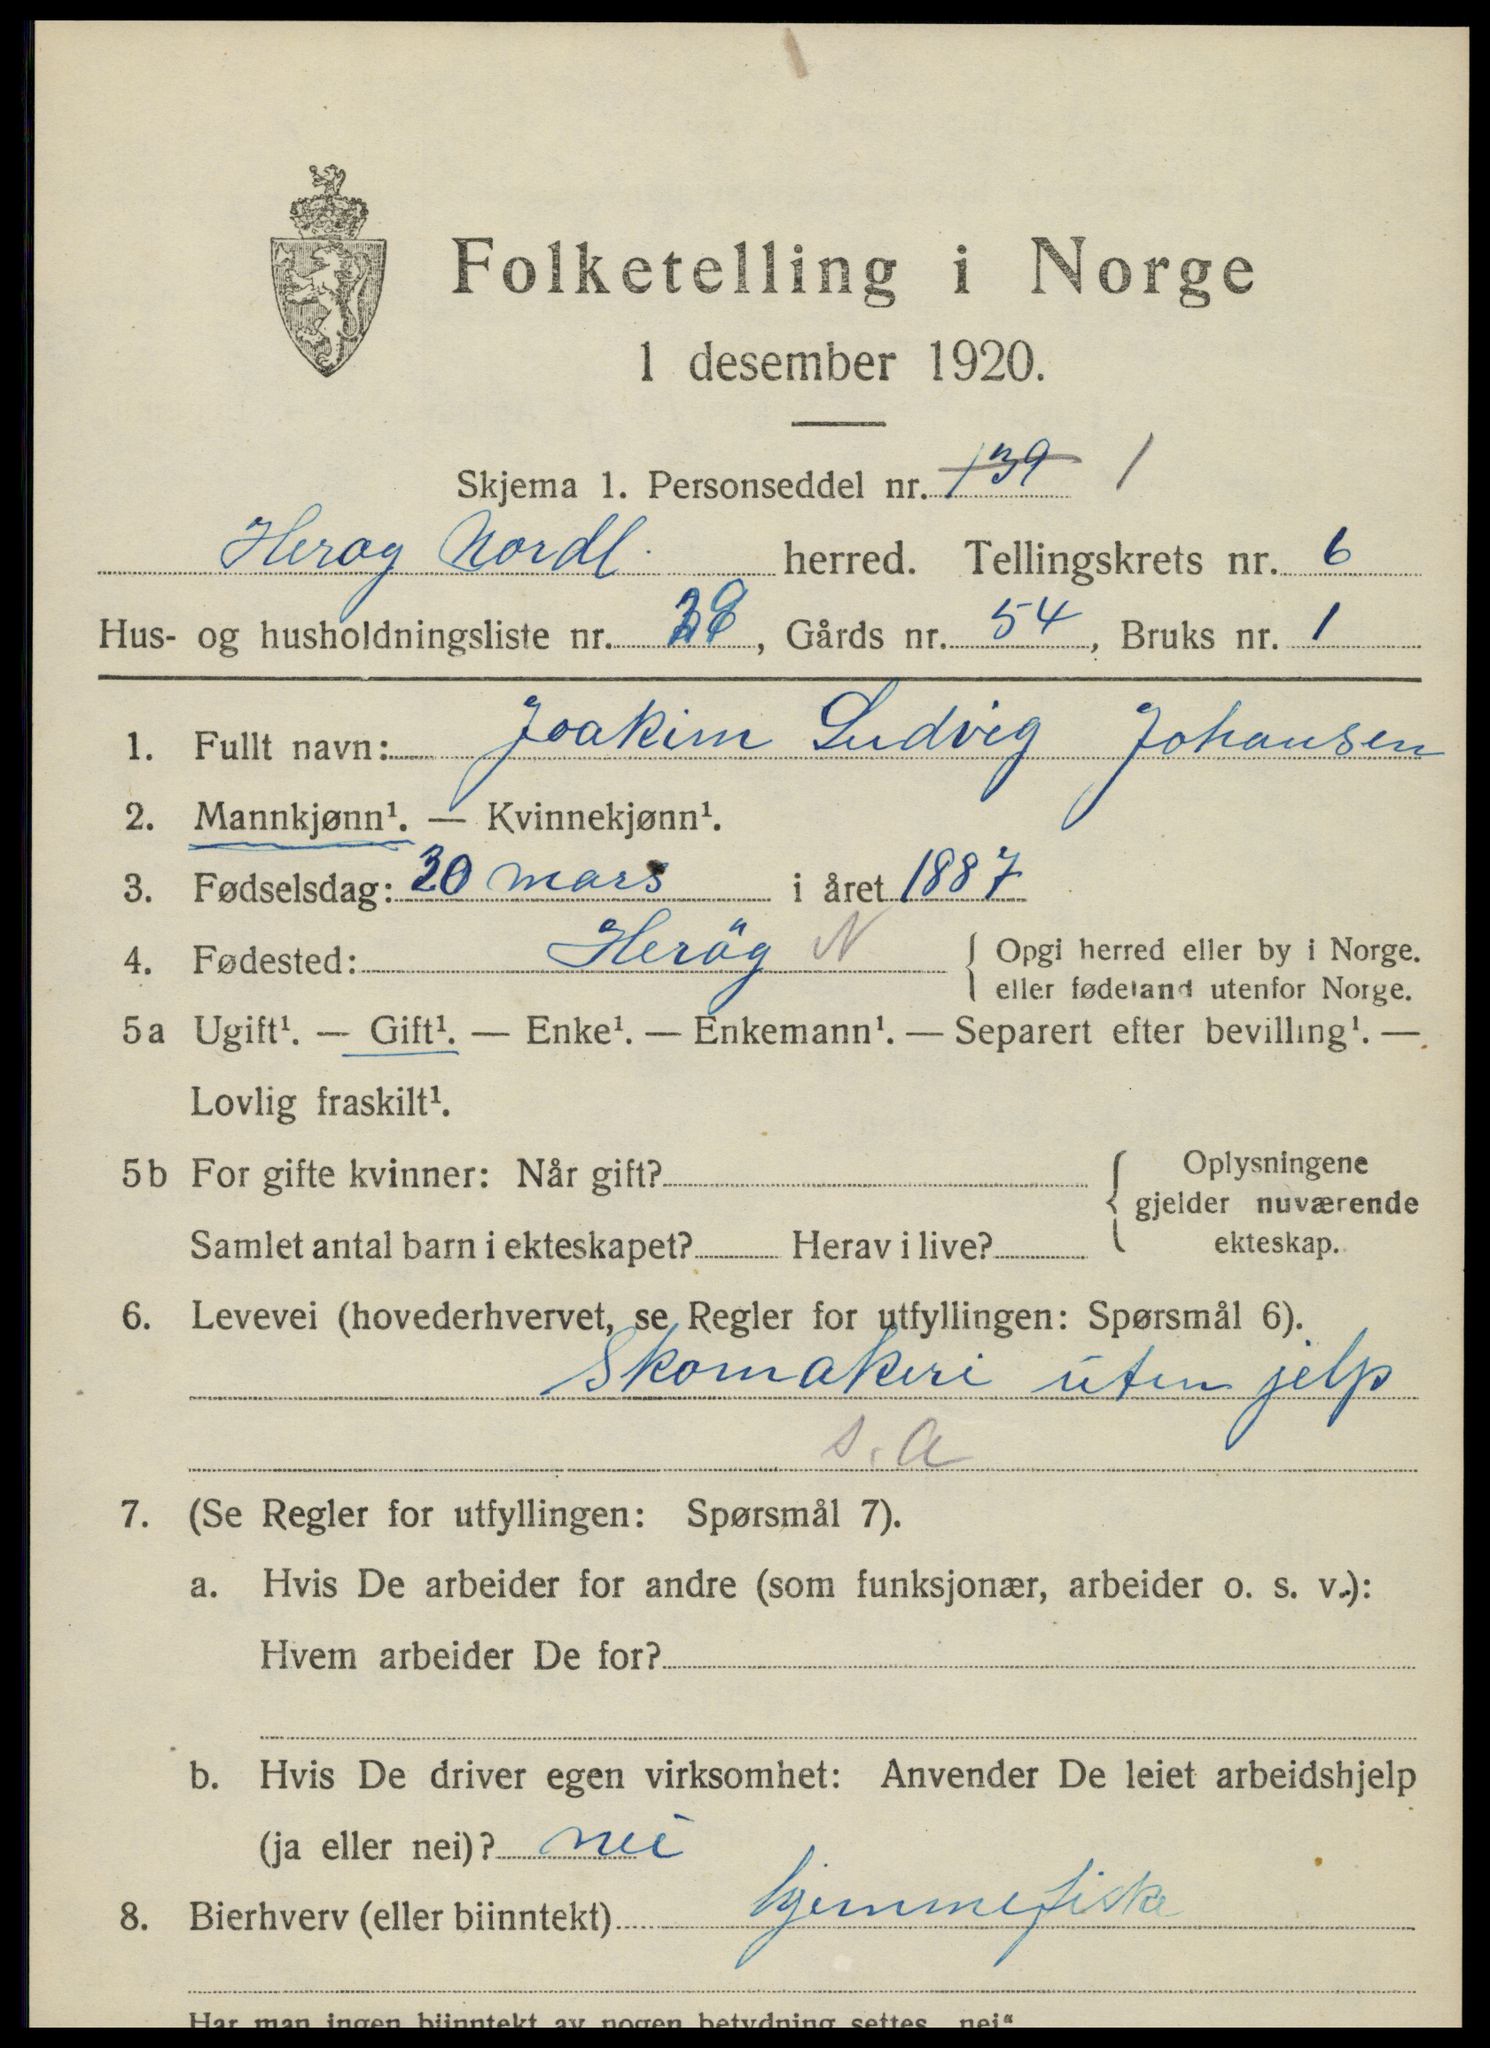 Folketelling i Norge
1 desember 1920.
Skjema 1. Personseddel nr. 139 1
Herøy Nordl. herred. Tellingskrets nr. 6
Hus- og husholdningsliste nr. , Gårds nr. 54, Bruks nr. 1
1. Fullt navn: Joakim Ludvig Johansen
2. Mannkjønn¹. — Kvinnekjønn¹.
3. Fødselsdag: 20 mars i året 1887
4. Fødested: Heröy N { Opgi herred eller by i Norge.
eller fødeland utenfor Norge.
5a Ugift¹. — Gift¹. — Enke¹. — Enkemann¹. — Separert efter bevilling¹. —
Lovlig fraskilt¹.
5b For gifte kvinner: Når gift?
Samlet antal barn i ekteskapet? Herav i live?
{ Oplysningene
gjelder nuværende
ekteskap.
6. Levevei (hovederhvervet, se Regler for utfyllingen: Spørsmål 6).
Skomakeri uten jelp
s. a
7. (Se Regler for utfyllingen: Spørsmål 7).
a. Hvis De arbeider for andre (som funksjonær, arbeider o. s. v.):
Hvem arbeider De for?
b. Hvis De driver egen virksomhet: Anvender De leiet arbeidshjelp
(ja eller nei)? nei
8. Bierhverv (eller biinntekt) hjemmefiske
Har man ingen biinntekt av nogen betydning settes „nei“